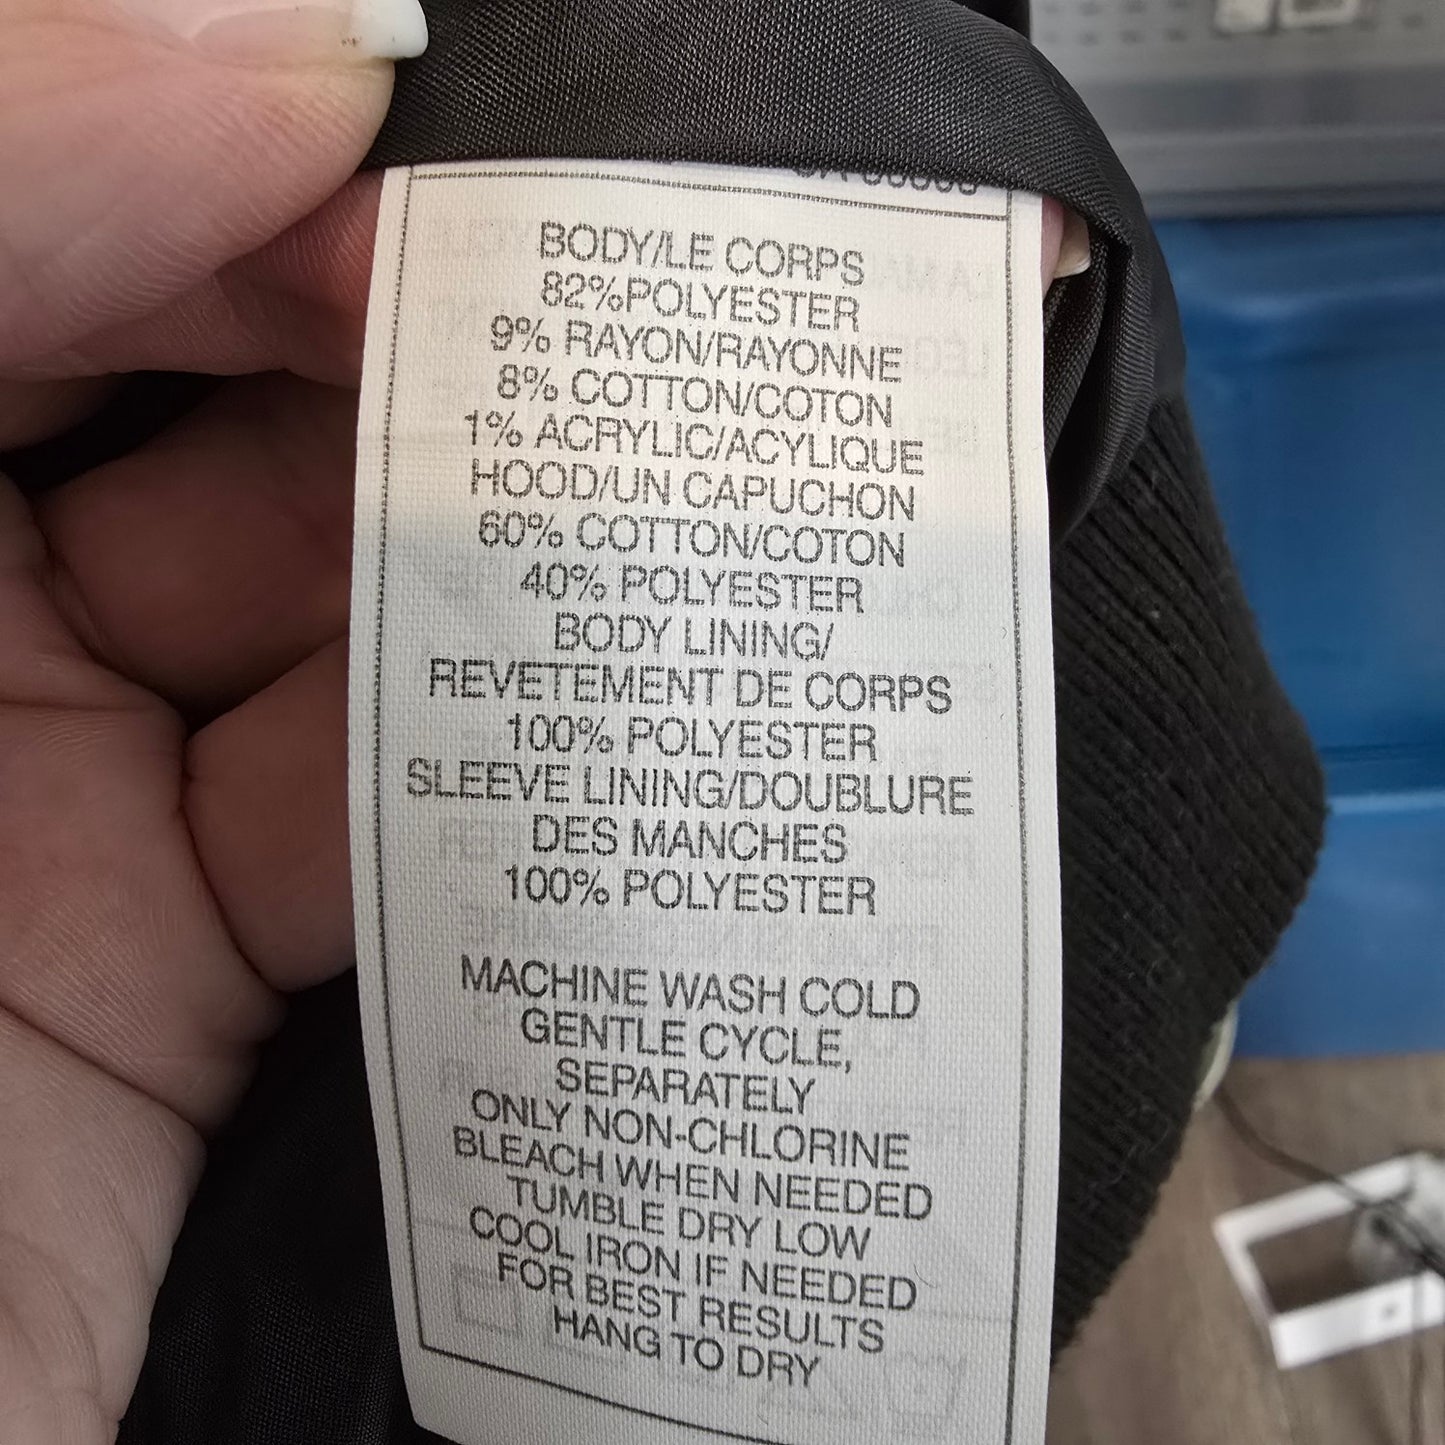 BODY/LE CORPS
82%POLYESTER
9% RAYON/RAYONNE
8% COTTON/COTON
1% ACRYLIC/ACYLIQUE
HOOD/UN CAPUCHON
60% COTTON/COTON
40% POLYESTER
BODY LINING/
REVETEMENT DE CORPS
100% POLYESTER
SLEEVE LINING/DOUBLURE
DES MANCHES
100% POLYESTER
MACHINE WASH COLD
GENTLE CYCLE,
SEPARATELY
ONLY NON-CHLORINE
BLEACH WHEN NEEDED
TUMBLE DRY LOW
COOL IRON IF NEEDED
FOR BEST RESULTS
HANG TO DRY